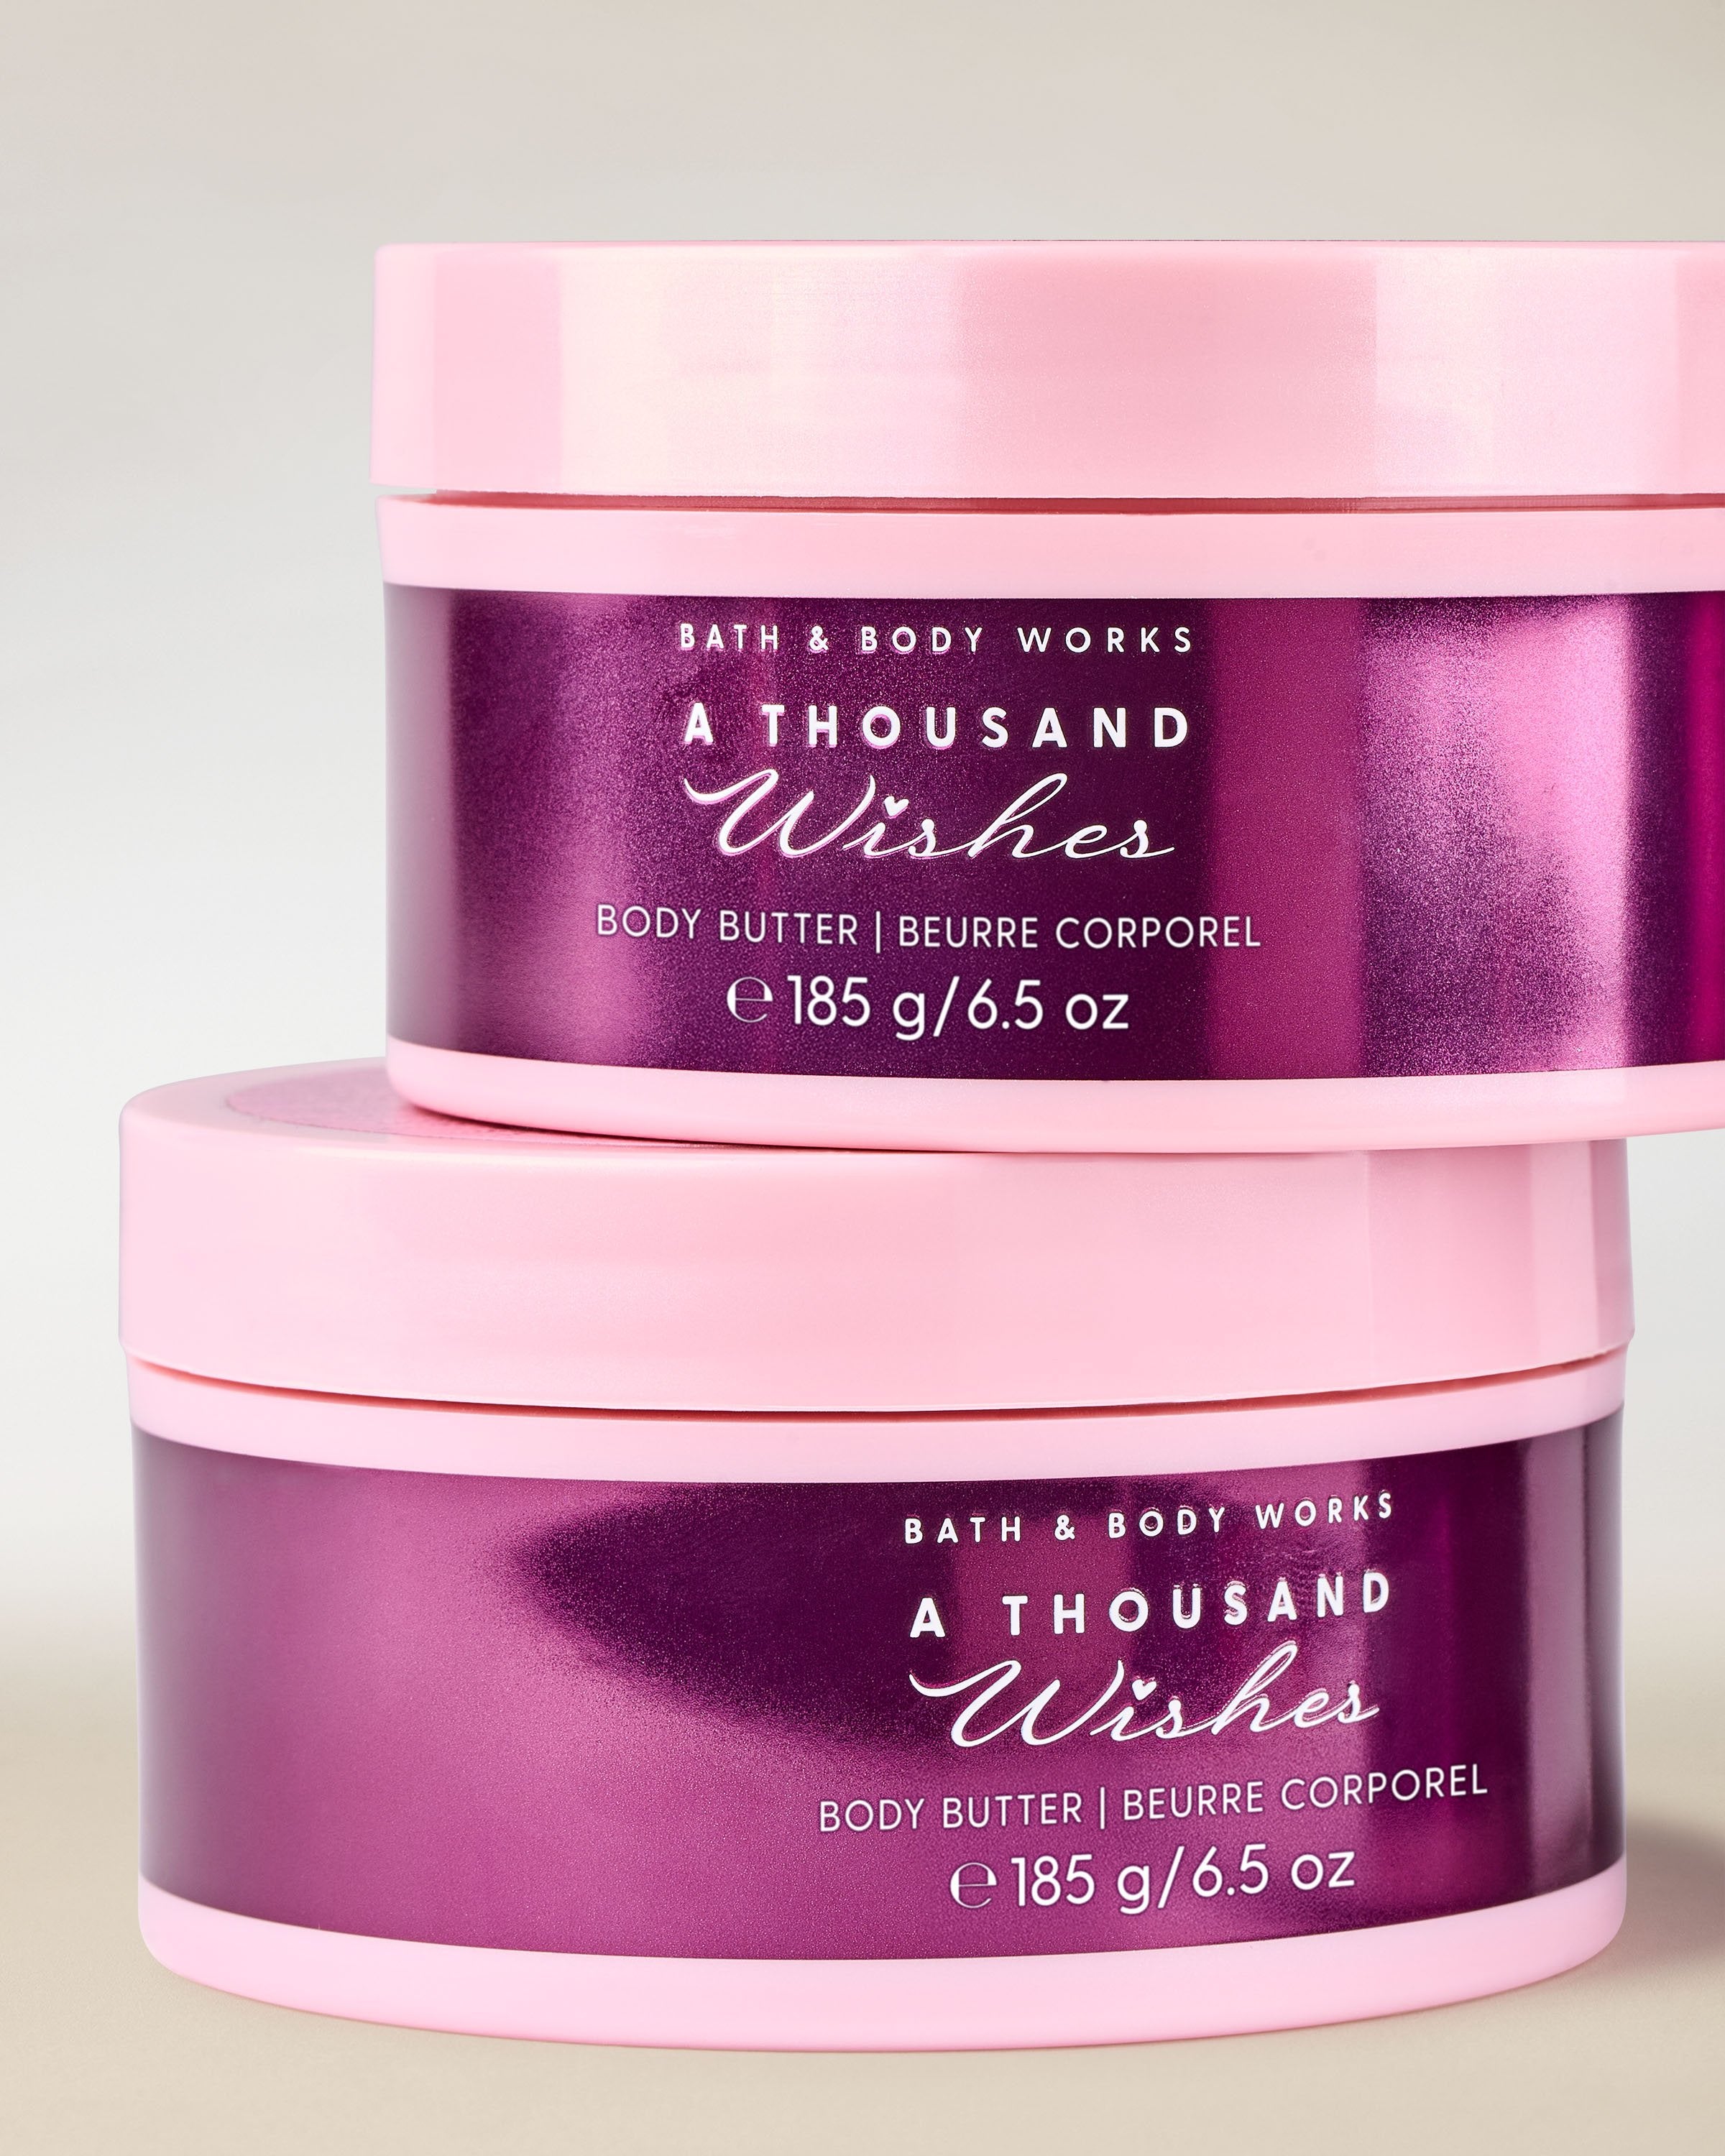 BATH & BODY WORKS
A THOUSAND
Wishes
BODY BUTTER | BEURRE CORPOREL
℮ 185 g/6.5 oz
BATH & BODY WORKS
A THOUSAND
Wishes
BODY BUTTER | BEURRE CORPOREL
℮ 185 g/6.5 oz